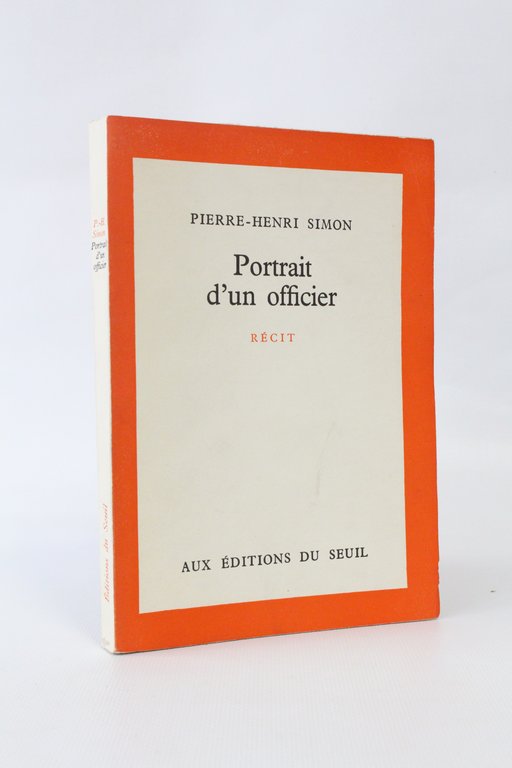 PIERRE-HENRI SIMON
Portrait
d'un officier
RÉCIT
AUX ÉDITIONS DU SEUIL
P.-H.
Simon
Portrait
d'un
officier
Éditions du Seuil